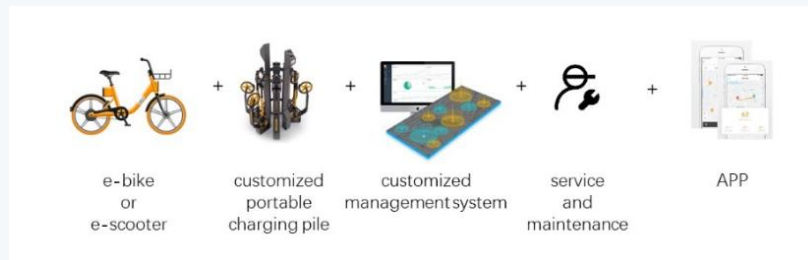 e-bike
or
e-scooter
customized
portable
charging pile
customized
management system
service
and
maintenance
APP